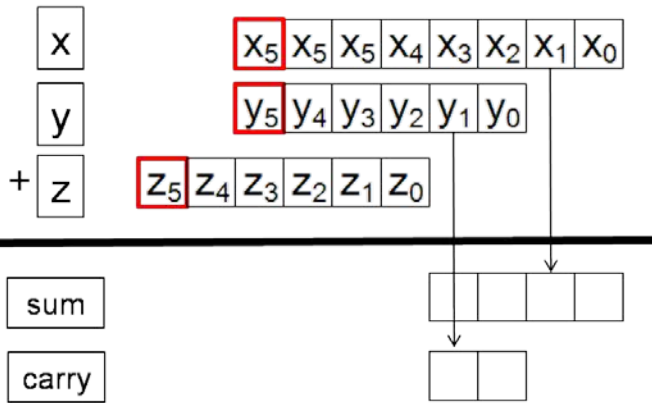 x x₅ x₅ x₅ x₄ x₃ x₂ x₁ x₀
y y₅ y₄ y₃ y₂ y₁ y₀
+ z z₅ z₄ z₃ z₂ z₁ z₀
sum
carry